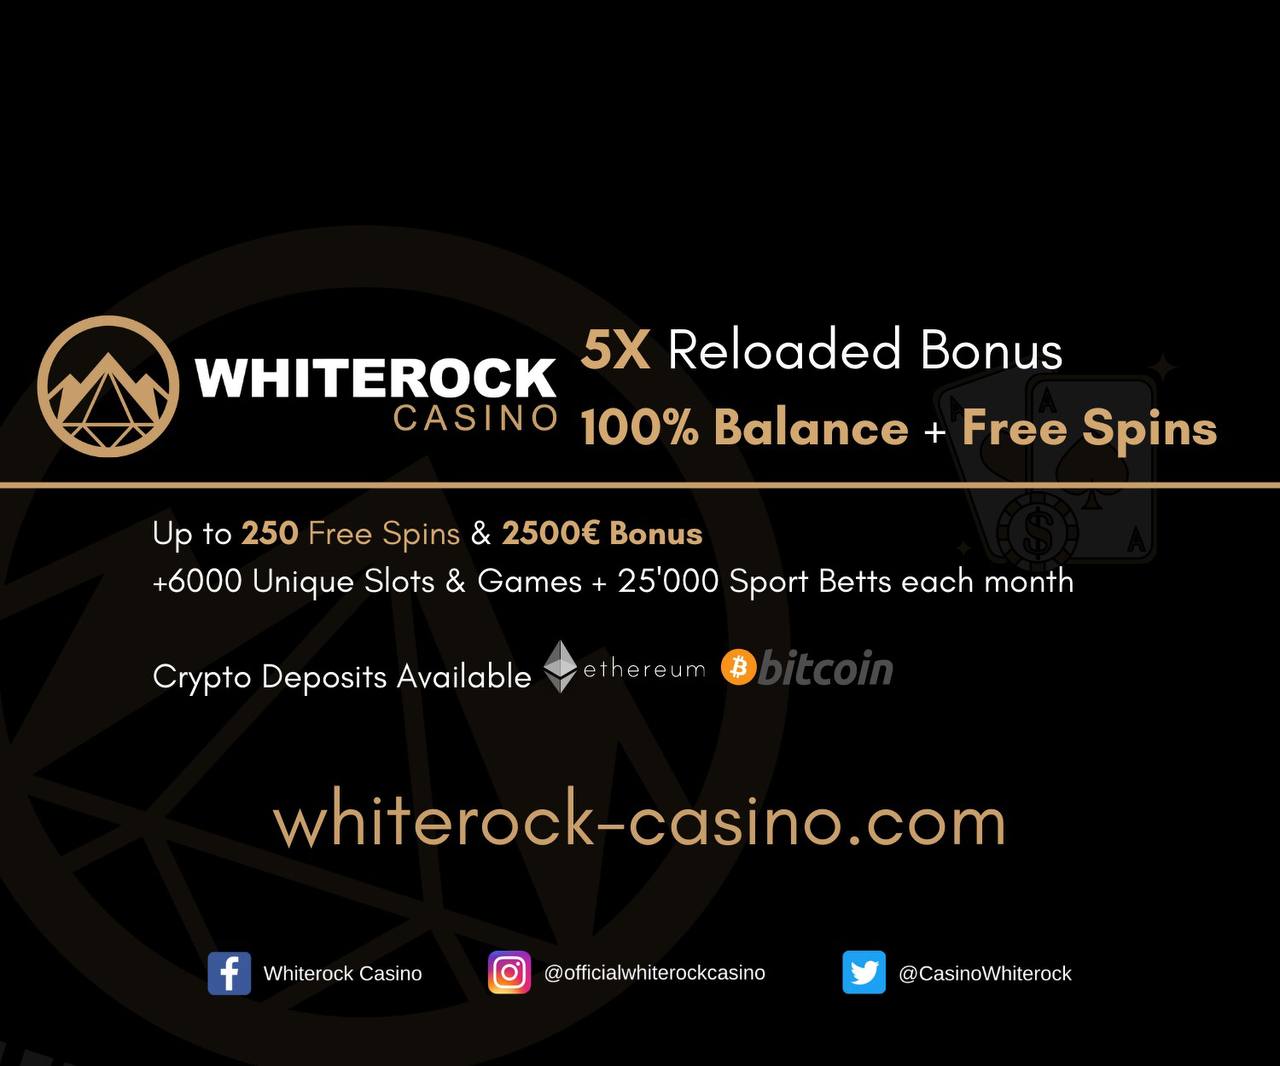 WHITEROCK
CASINO
5X Reloaded Bonus
100% Balance + Free Spins
Up to 250 Free Spins & 2500€ Bonus
+6000 Unique Slots & Games + 25'000 Sport Betts each month
Crypto Deposits Available ethereum bitcoin
whiterock-casino.com
Whiterock Casino @officialwhiterockcasino @CasinoWhiterock